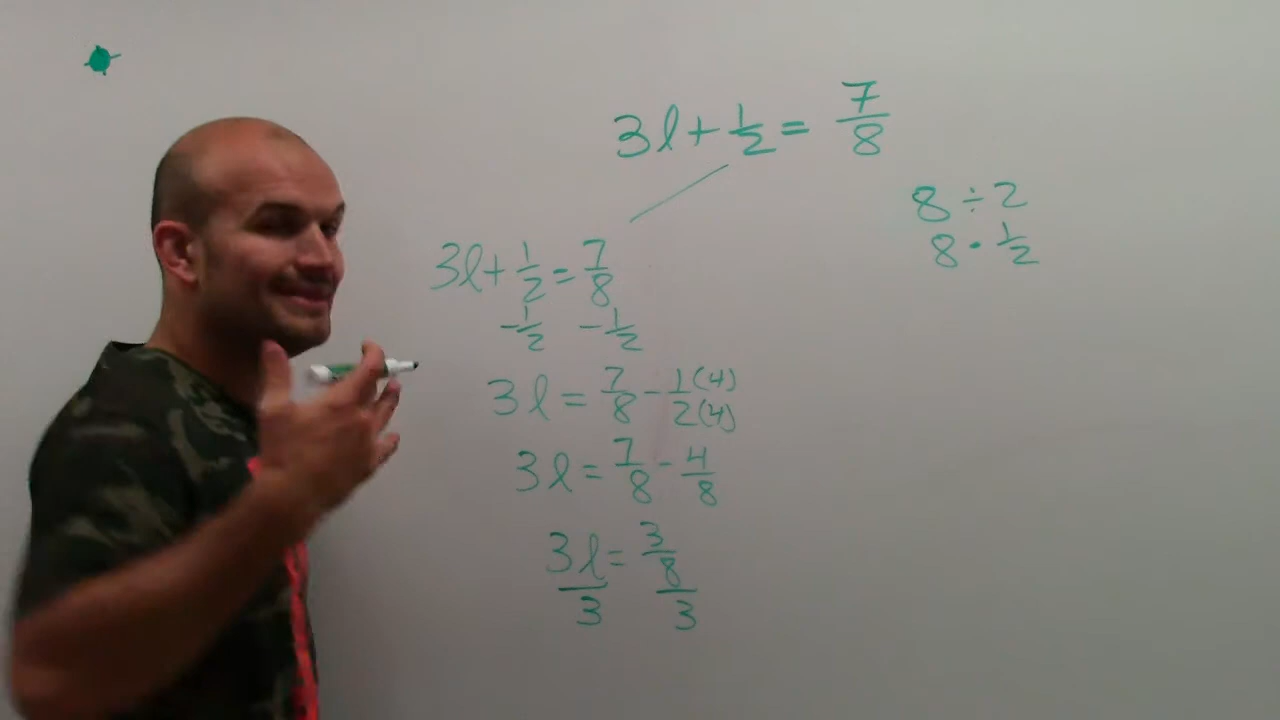 3l + 1/2 = 7/8
8 ÷ 2
8 · 1/2
3l + 1/2 = 7/8
- 1/2 - 1/2
3l = 7/8 - 1(4)/2(4)
3l = 7/8 - 4/8
3l/3 = 3/8/3